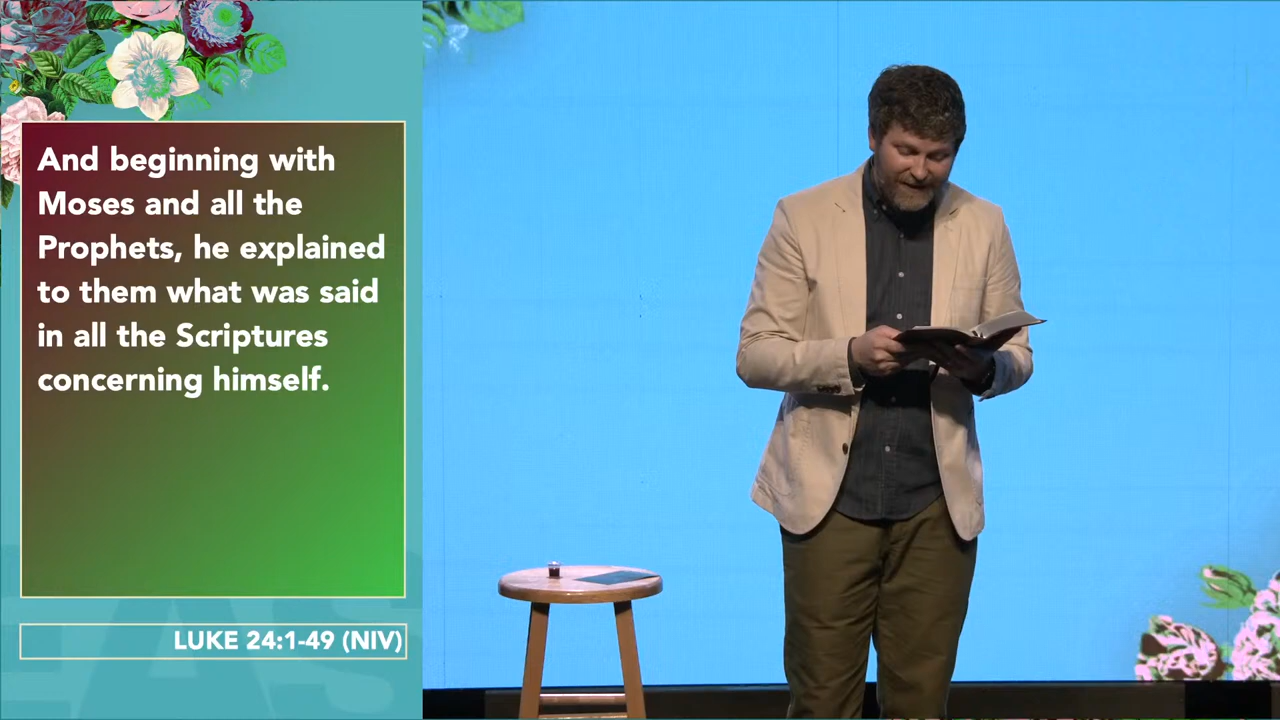 And beginning with
Moses and all the
Prophets, he explained
to them what was said
in all the Scriptures
concerning himself.
LUKE 24:1-49 (NIV)